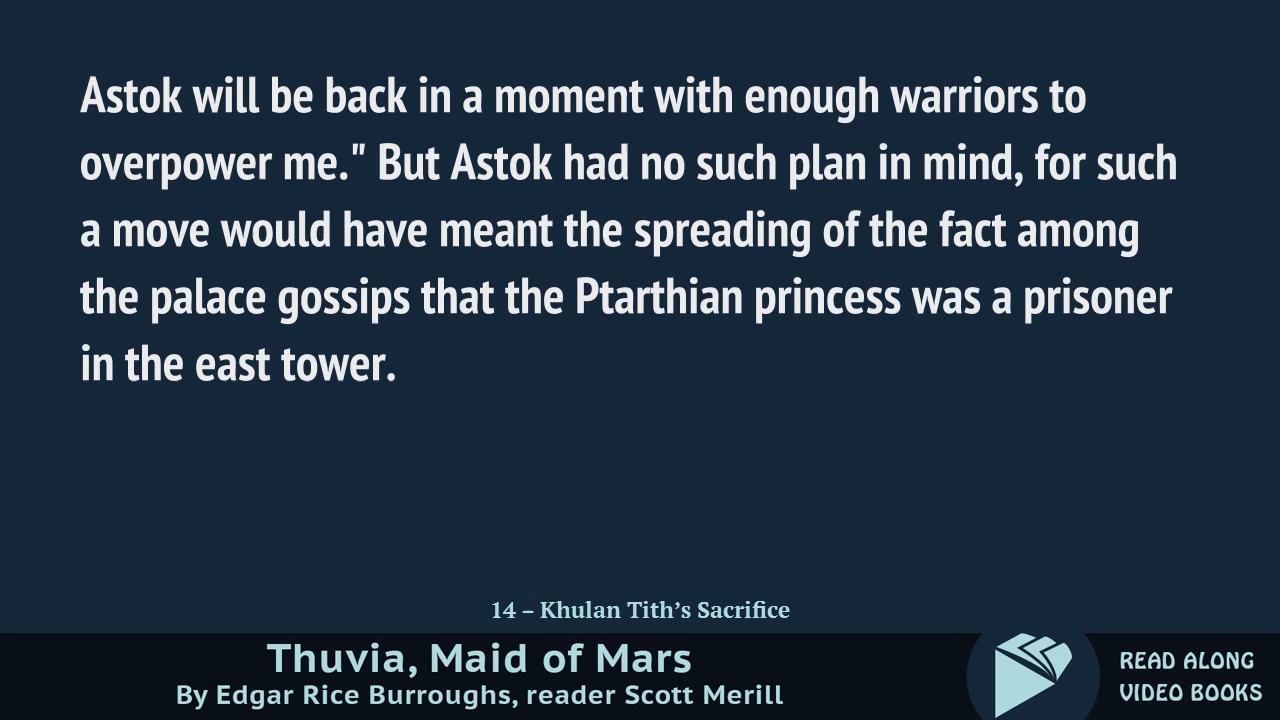 Astok will be back in a moment with enough warriors to
overpower me." But Astok had no such plan in mind, for such
a move would have meant the spreading of the fact among
the palace gossips that the Ptarthian princess was a prisoner
in the east tower.
14 – Khulan Tith’s Sacrifice
Thuvia, Maid of Mars
By Edgar Rice Burroughs, reader Scott Merill
READ ALONG
VIDEO BOOKS